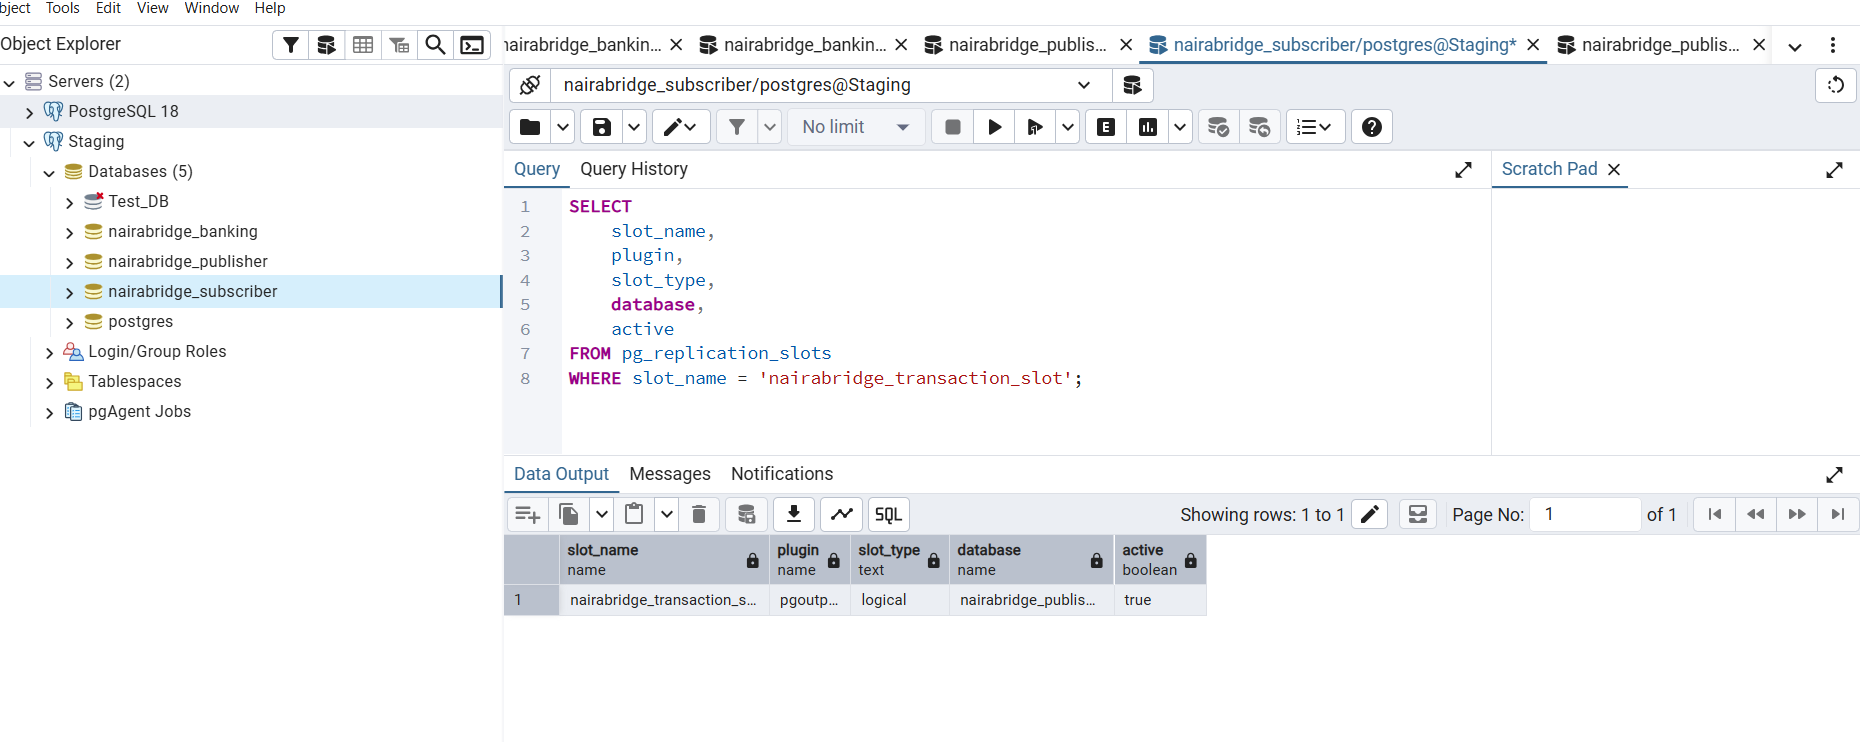 bject Tools Edit View Window Help
Object Explorer
Servers (2)
PostgreSQL 18
Staging
Databases (5)
Test_DB
nairabridge_banking
nairabridge_publisher
nairabridge_subscriber
postgres
Login/Group Roles
Tablespaces
pgAgent Jobs
nairabridge_bankin... nairabridge_bankin... nairabridge_publis... nairabridge_subscriber/postgres@Staging* nairabridge_publis...
nairabridge_subscriber/postgres@Staging
No limit
E
Query Query History
Scratch Pad
1 SELECT
2 slot_name,
3 plugin,
4 slot_type,
5 database,
6 active
7 FROM pg_replication_slots
8 WHERE slot_name = 'nairabridge_transaction_slot';
Data Output Messages Notifications
SQL Showing rows: 1 to 1 Page No: 1 of 1
slot_name plugin slot_type database active
name name text name boolean
1 nairabridge_transaction_s... pgoutp... logical nairabridge_publis... true